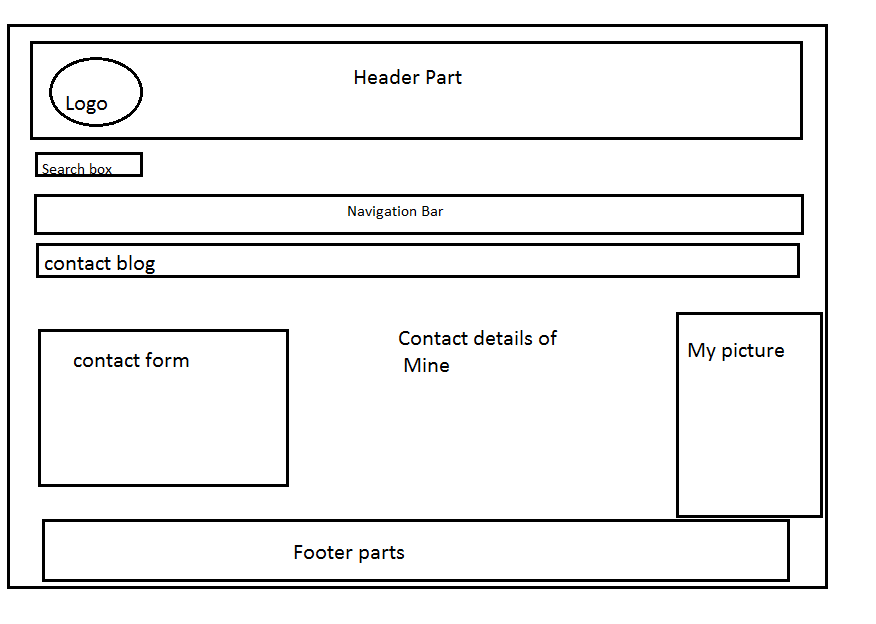 Header Part
Logo
Search box
Navigation Bar
contact blog
contact form
Contact details of
Mine
My picture
Footer parts